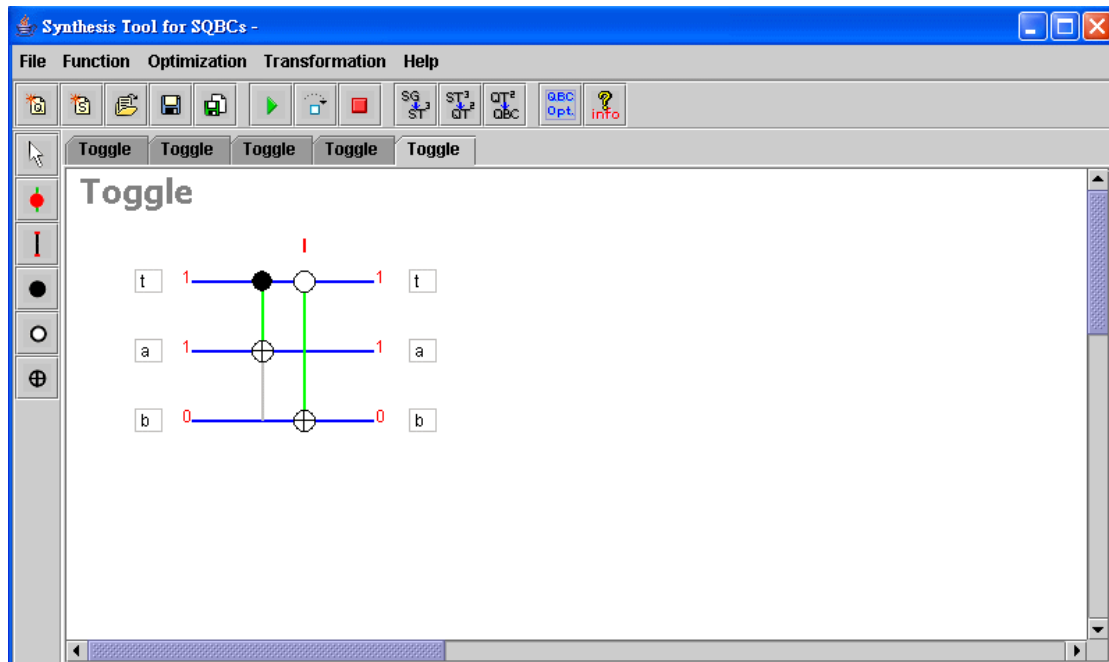 Synthesis Tool for SQBCs -
File Function Optimization Transformation Help
Q S SG ST³ ST³ QT² QT² QBC QBC Opt. ? info
Toggle Toggle Toggle Toggle Toggle
Toggle
I
t 1 1 t
a 1 1 a
b 0 0 b